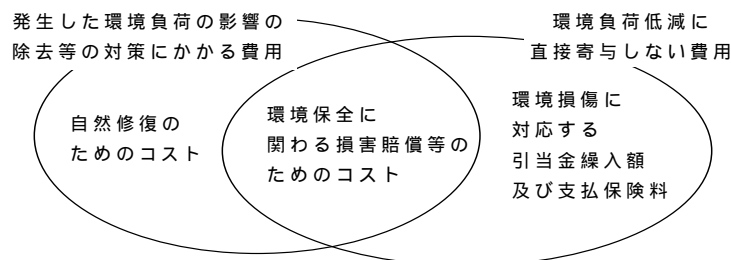 発生した環境負荷の影響の
除去等の対策にかかる費用
環境負荷低減に
直接寄与しない費用
自然修復の
ためのコスト
環境保全に
関わる損害賠償等の
ためのコスト
環境損傷に
対応する
引当金繰入額
及び支払保険料